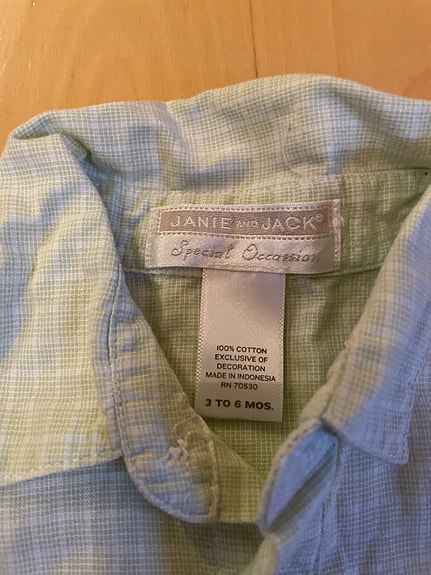 JANIE AND JACK®
Special Occasion
100% COTTON
EXCLUSIVE OF
DECORATION
MADE IN INDONESIA
RN 70530
3 TO 6 MOS.